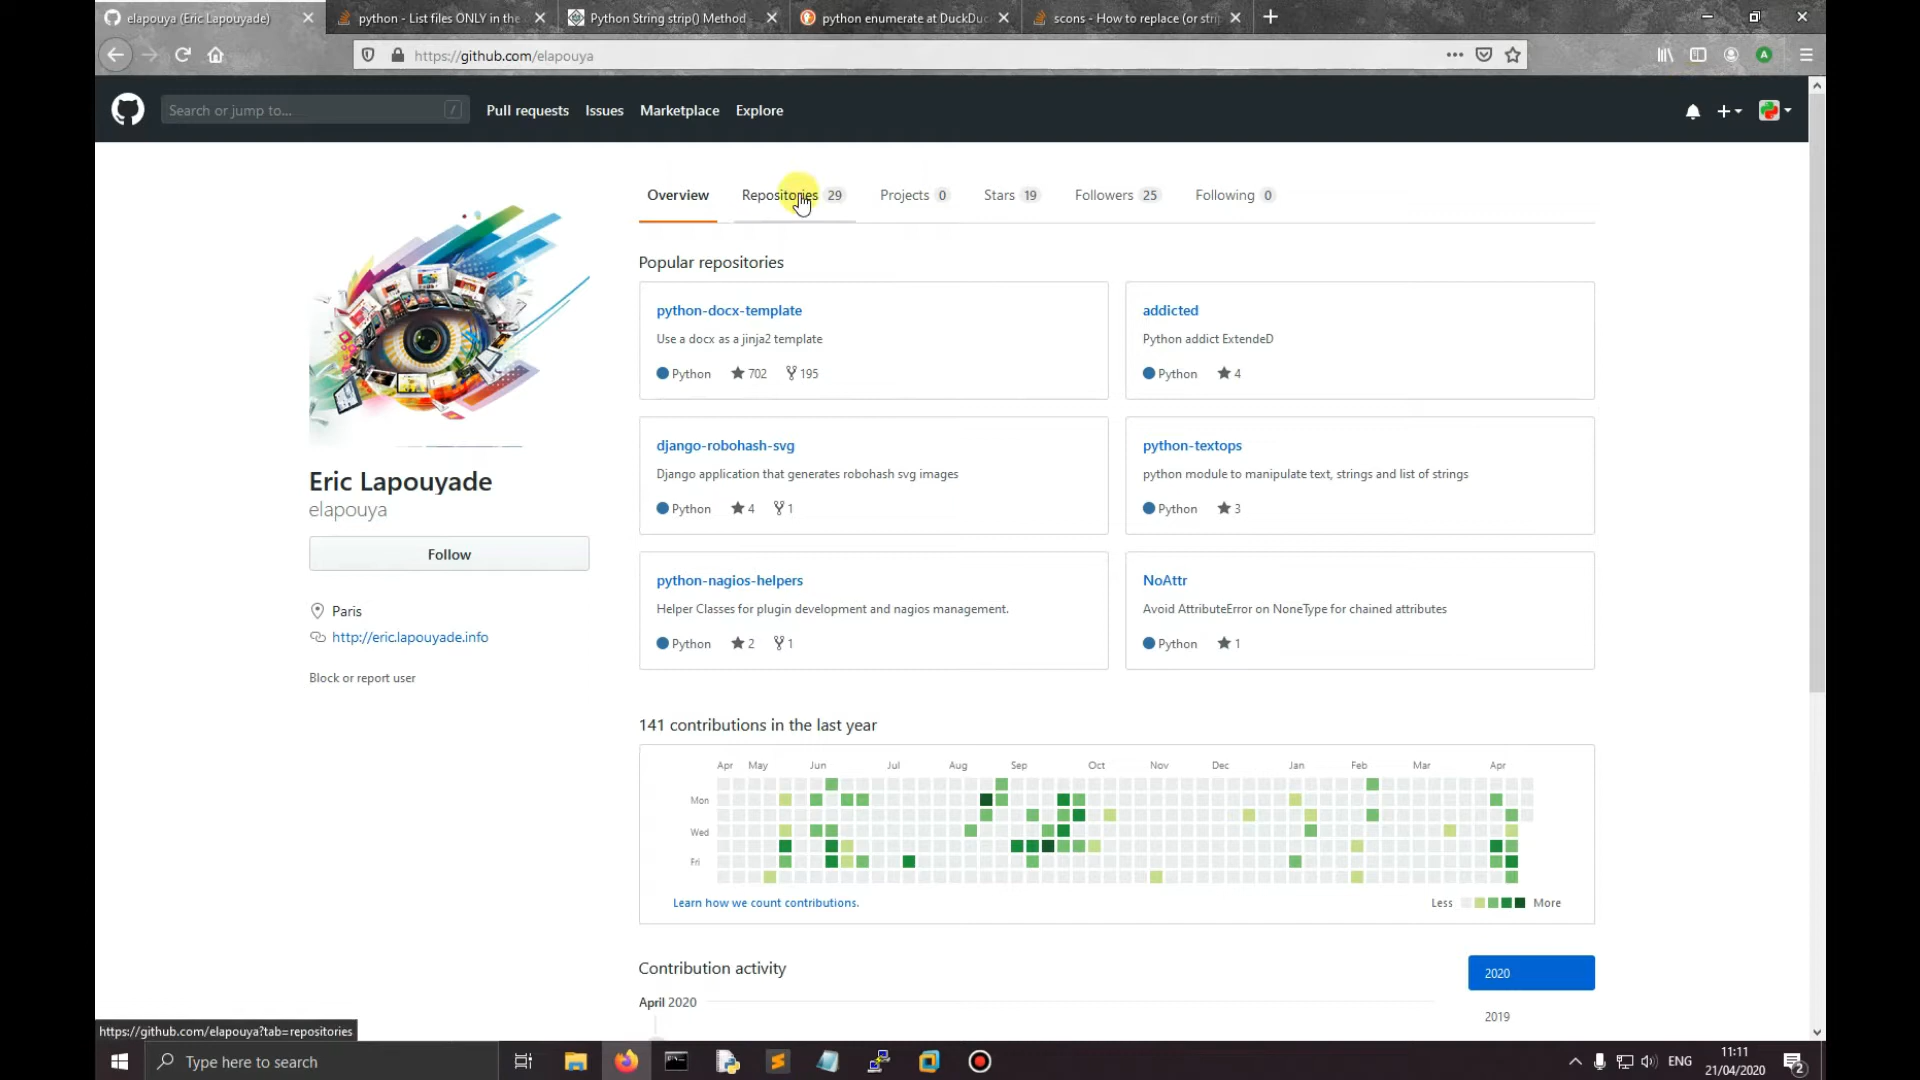 elapouya (Eric Lapouyade)
python - List files ONLY in the
Python String strip() Method
python enumerate at DuckDuc
scons - How to replace (or strip
https://github.com/elapouya
A
Search or jump to...
/
Pull requests
Issues
Marketplace
Explore
Overview
Repositories 29
Projects 0
Stars 19
Followers 25
Following 0
Popular repositories
python-docx-template
Use a docx as a jinja2 template
Python 702 195
addicted
Python addict ExtendeD
Python 4
django-robohash-svg
Django application that generates robohash svg images
Python 4 1
python-textops
python module to manipulate text, strings and list of strings
Python 3
python-nagios-helpers
Helper Classes for plugin development and nagios management.
Python 2 1
NoAttr
Avoid AttributeError on NoneType for chained attributes
Python 1
Eric Lapouyade
elapouya
Follow
Paris
http://eric.lapouyade.info
Block or report user
141 contributions in the last year
Apr May Jun Jul Aug Sep Oct Nov Dec Jan Feb Mar Apr
Mon
Wed
Fri
Learn how we count contributions.
Less
More
Contribution activity
2020
April 2020
2019
https://github.com/elapouya?tab=repositories
Type here to search
ENG
11:11
21/04/2020
2